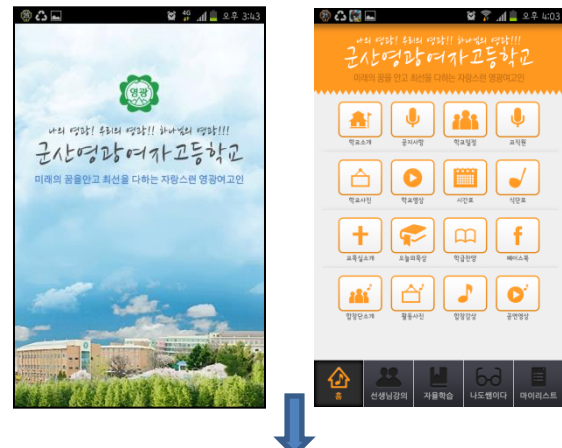 오후 3:43
영광
나의 영광! 우리의 영광!! 하나님의 영광!!!
군산영광여자고등학교
미래의 꿈을안고 최선을 다하는 자랑스런 영광여고인
오후 4:03
나의 영광! 우리의 영광!! 하나님의 영광!!!
군산영광여자고등학교
미래의 꿈을 안고 최선을 다하는 자랑스런 영광여고인
학교소개 공지사항 학교일정 교직원
학교사진 학교영상 시간표 식단표
교목실소개 오늘의묵상 학급찬양 페이스북
합창단소개 활동사진 합창감상 공연영상
홈 선생님강의 자율학습 나도쌤이다 마이리스트